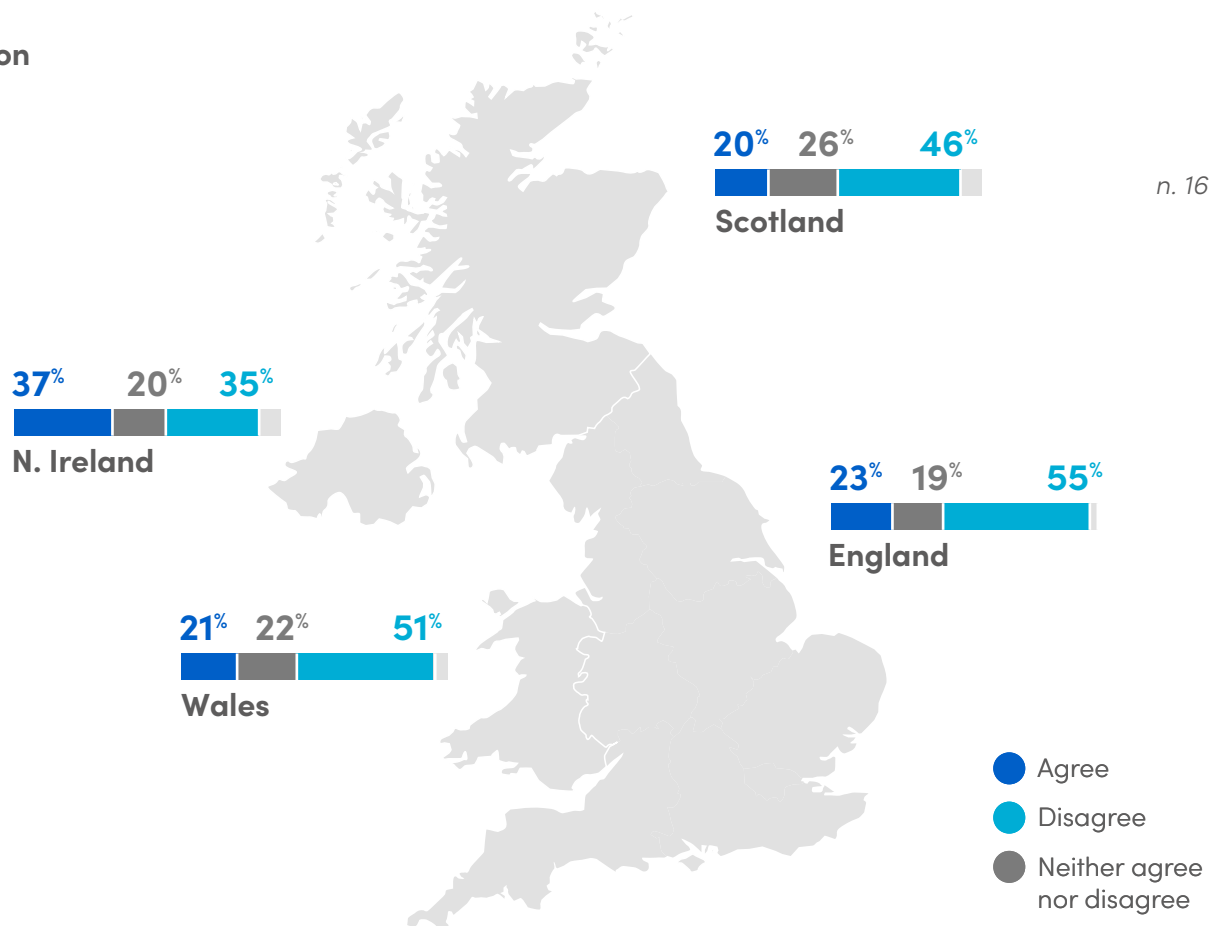 on
20% 26% 46%
Scotland
n. 16
37% 20% 35%
N. Ireland
23% 19% 55%
England
21% 22% 51%
Wales
Agree
Disagree
Neither agree
nor disagree